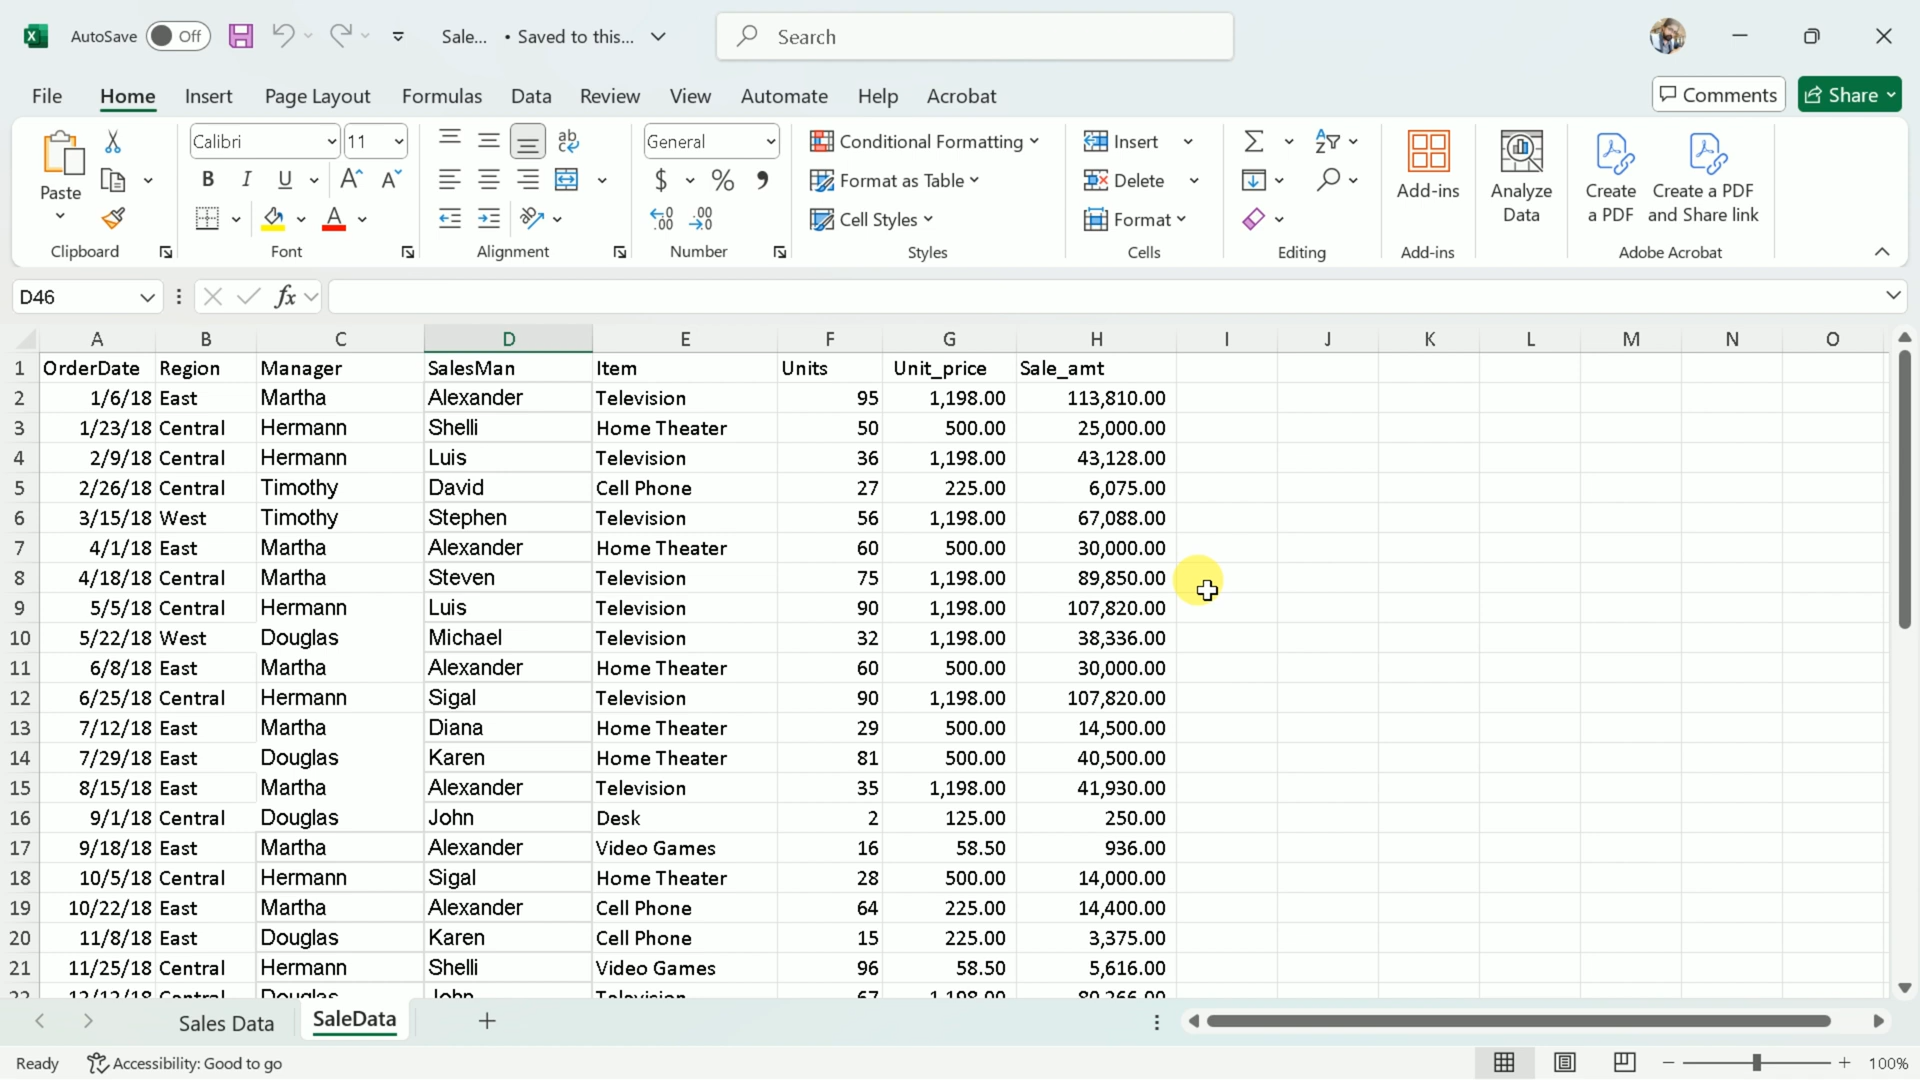 AutoSave Off Sale... • Saved to this... Search
File Home Insert Page Layout Formulas Data Review View Automate Help Acrobat Comments Share
Calibri 11 ab General Conditional Formatting Insert
Paste B I U A A $ % Format as Table Delete Add-ins Analyze Data Create a PDF Create a PDF and Share link
A Cell Styles Format
Clipboard Font Alignment Number Styles Cells Editing Add-ins Adobe Acrobat
D46 fx
A B C D E F G H I J K L M N O
1 OrderDate Region Manager SalesMan Item Units Unit_price Sale_amt
2 1/6/18 East Martha Alexander Television 95 1,198.00 113,810.00
3 1/23/18 Central Hermann Shelli Home Theater 50 500.00 25,000.00
4 2/9/18 Central Hermann Luis Television 36 1,198.00 43,128.00
5 2/26/18 Central Timothy David Cell Phone 27 225.00 6,075.00
6 3/15/18 West Timothy Stephen Television 56 1,198.00 67,088.00
7 4/1/18 East Martha Alexander Home Theater 60 500.00 30,000.00
8 4/18/18 Central Martha Steven Television 75 1,198.00 89,850.00
9 5/5/18 Central Hermann Luis Television 90 1,198.00 107,820.00
10 5/22/18 West Douglas Michael Television 32 1,198.00 38,336.00
11 6/8/18 East Martha Alexander Home Theater 60 500.00 30,000.00
12 6/25/18 Central Hermann Sigal Television 90 1,198.00 107,820.00
13 7/12/18 East Martha Diana Home Theater 29 500.00 14,500.00
14 7/29/18 East Douglas Karen Home Theater 81 500.00 40,500.00
15 8/15/18 East Martha Alexander Television 35 1,198.00 41,930.00
16 9/1/18 Central Douglas John Desk 2 125.00 250.00
17 9/18/18 East Martha Alexander Video Games 16 58.50 936.00
18 10/5/18 Central Hermann Sigal Home Theater 28 500.00 14,000.00
19 10/22/18 East Martha Alexander Cell Phone 64 225.00 14,400.00
20 11/8/18 East Douglas Karen Cell Phone 15 225.00 3,375.00
21 11/25/18 Central Hermann Shelli Video Games 96 58.50 5,616.00
22 12/12/18 Central Douglas John Television 67 1,198.00 80,266.00
Sales Data SaleData
Ready Accessibility: Good to go 100%